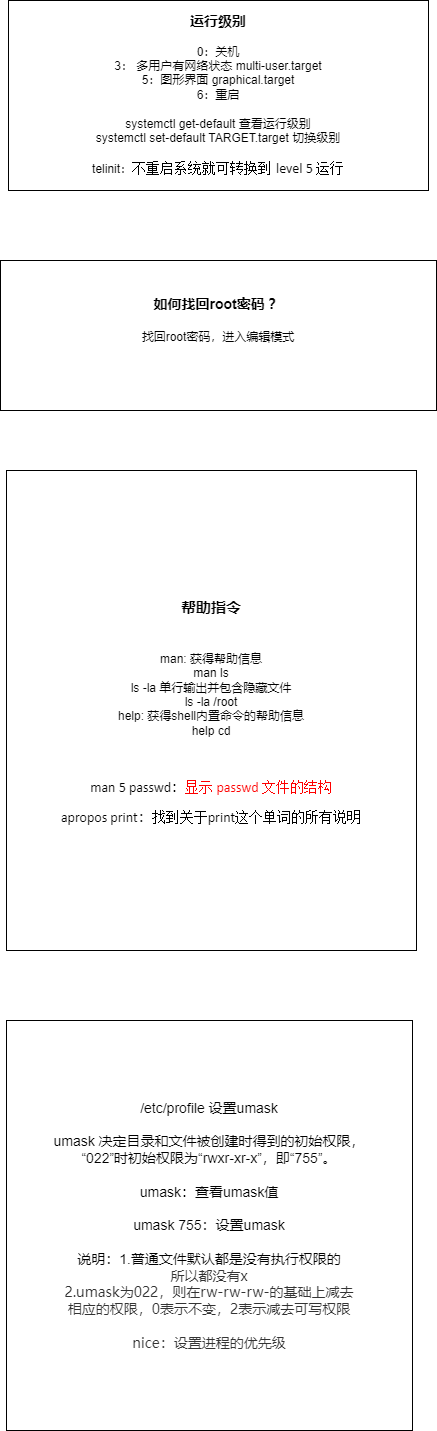 运行级别
0：关机
3： 多用户有网络状态 multi-user.target
5：图形界面 graphical.target
6：重启
systemctl get-default 查看运行级别
systemctl set-default TARGET.target 切换级别
telinit：不重启系统就可转换到 level 5 运行
如何找回root密码？
找回root密码，进入编辑模式
帮助指令
man: 获得帮助信息
man ls
ls -la 单行输出并包含隐藏文件
ls -la /root
help: 获得shell内置命令的帮助信息
help cd
man 5 passwd：显示 passwd 文件的结构
apropos print：找到关于print这个单词的所有说明
/etc/profile 设置umask
umask 决定目录和文件被创建时得到的初始权限，
“022”时初始权限为“rwxr-xr-x”，即“755”。
umask：查看umask值
umask 755：设置umask
说明：1.普通文件默认都是没有执行权限的
所以都没有x
2.umask为022，则在rw-rw-rw-的基础上减去
相应的权限，0表示不变，2表示减去可写权限
nice：设置进程的优先级